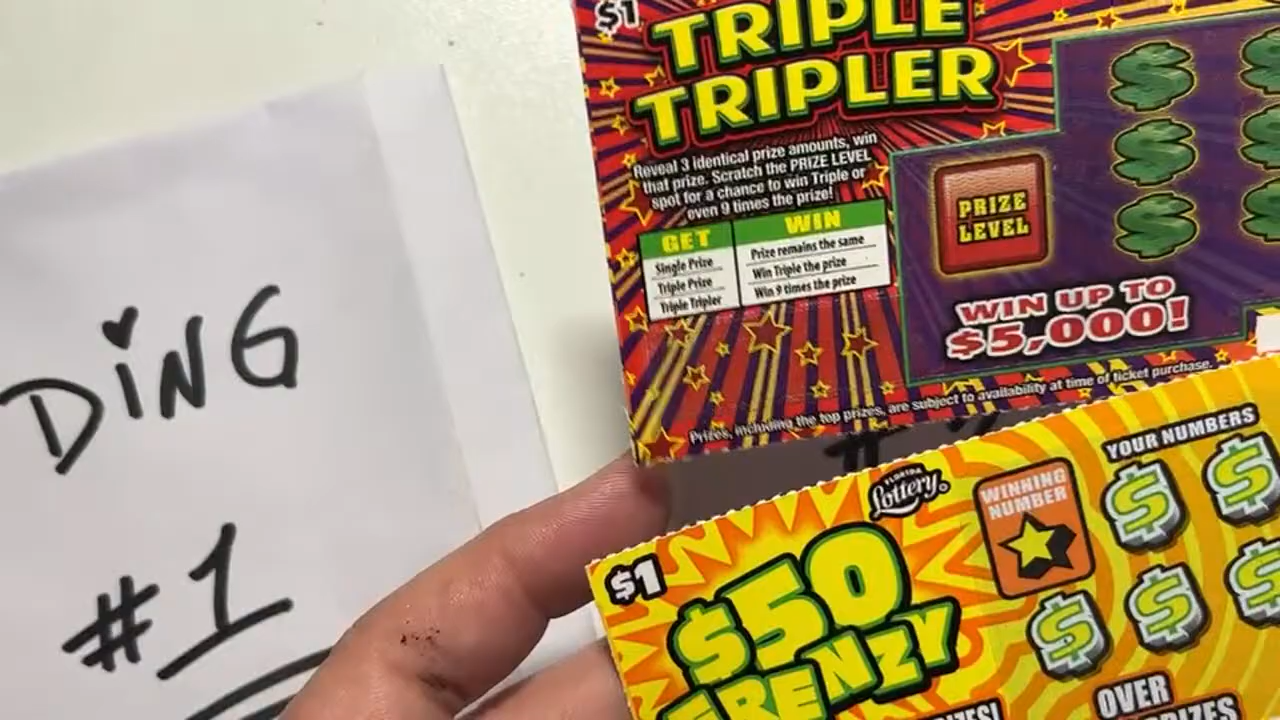 DiNG
#1
$1
TRIPLE
TRIPLER
Reveal 3 identical prize amounts, win
that prize. Scratch the PRIZE LEVEL
spot for a chance to win Triple or
even 9 times the prize!
GET WIN
Single Prize Prize remains the same
Triple Prize Win Triple the prize
Triple Tripler Win 9 times the prize
PRIZE
LEVEL
WIN UP TO
$5,000!
Prizes, including the top prizes, are subject to availability at time of ticket purchase.
FLORIDA
Lottery
$1
$50
FRENZY
WINNING
NUMBER
YOUR NUMBERS
OVER